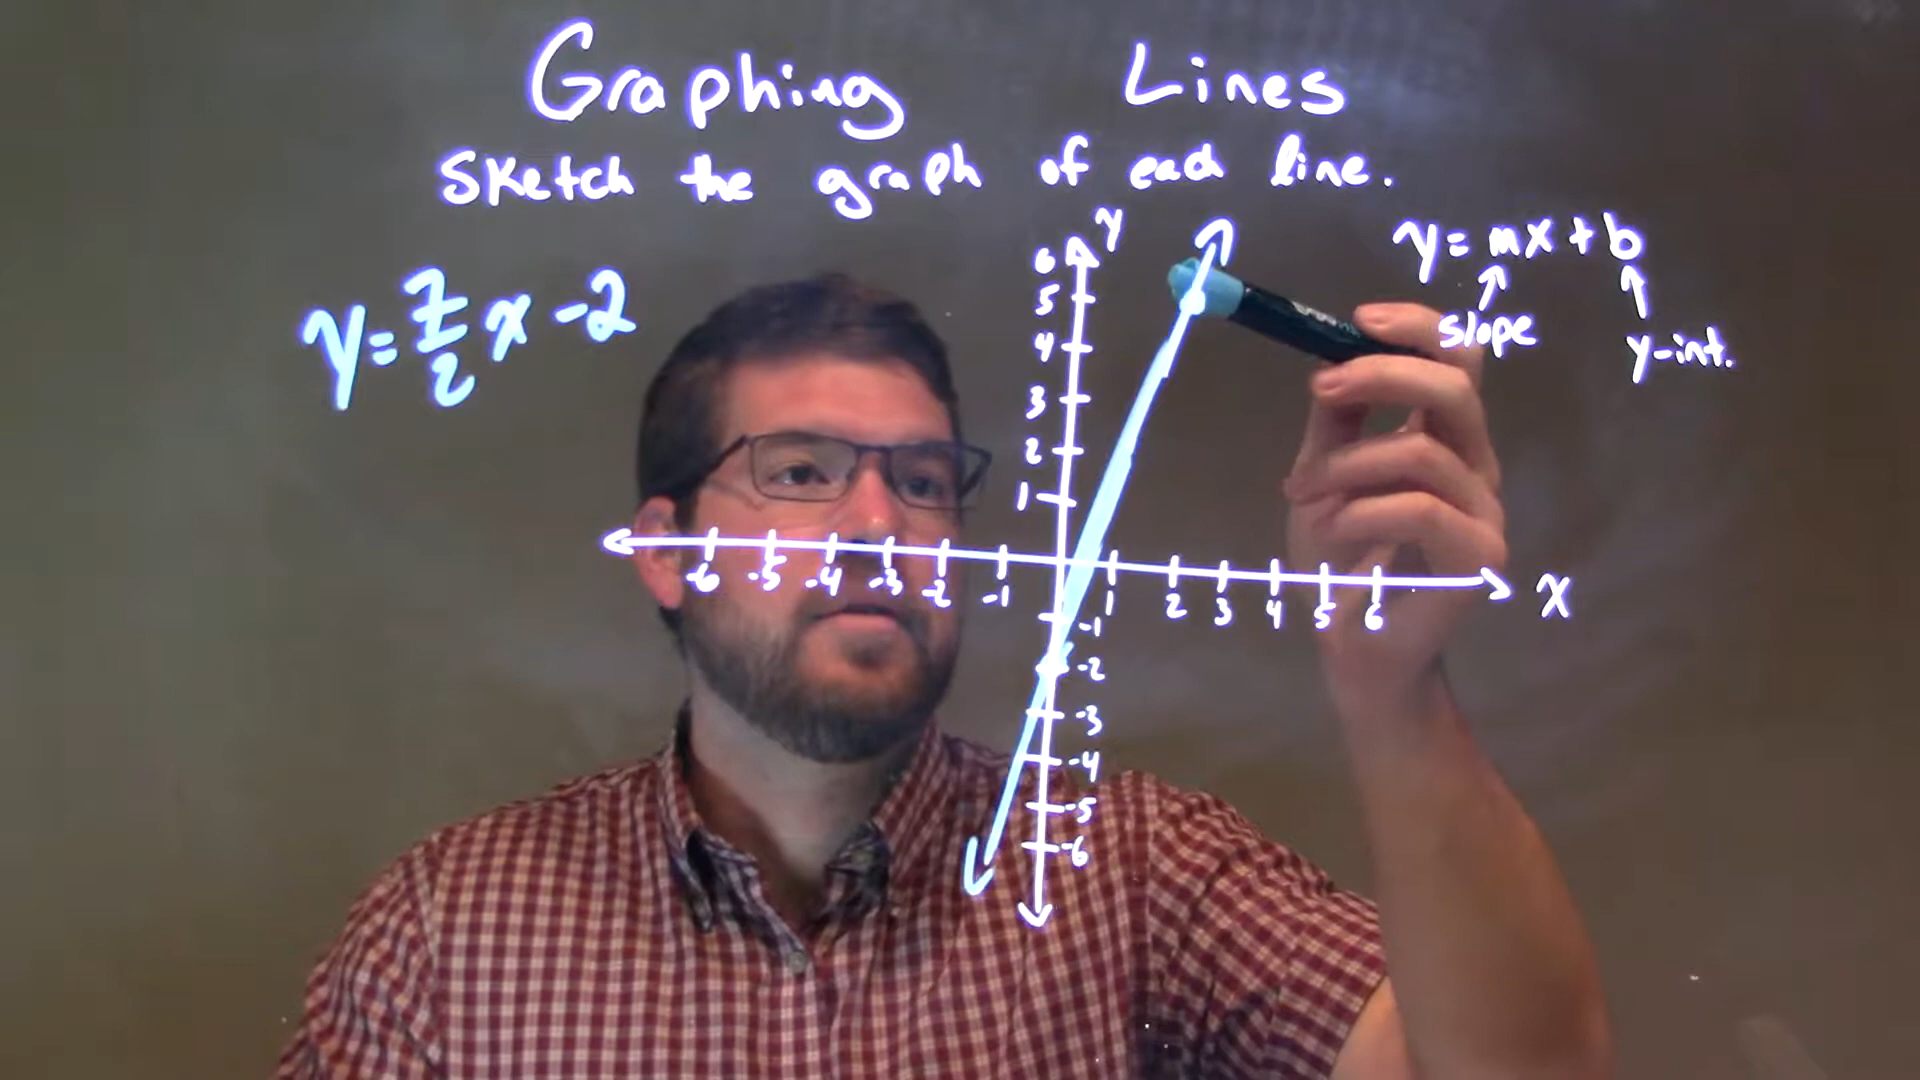 Graphing Lines
Sketch the graph of each line.
y = 7/2 x - 2
y = mx + b
slope
y-int.
y
6
5
4
3
2
1
-6 -5 -4 -3 -2 -1 1 2 3 4 5 6 x
-1
-2
-3
-4
-5
-6